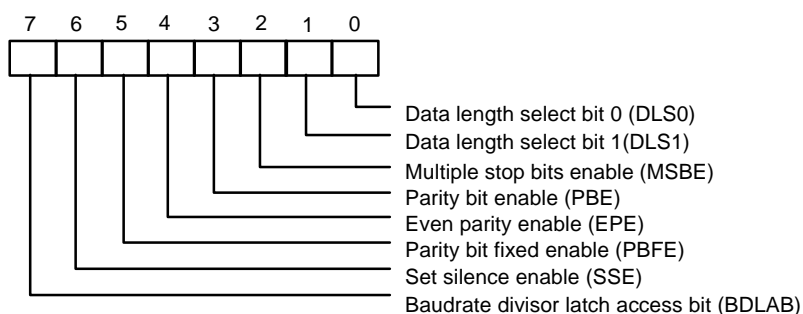 7 6 5 4 3 2 1 0
Data length select bit 0 (DLS0)
Data length select bit 1(DLS1)
Multiple stop bits enable (MSBE)
Parity bit enable (PBE)
Even parity enable (EPE)
Parity bit fixed enable (PBFE)
Set silence enable (SSE)
Baudrate divisor latch access bit (BDLAB)